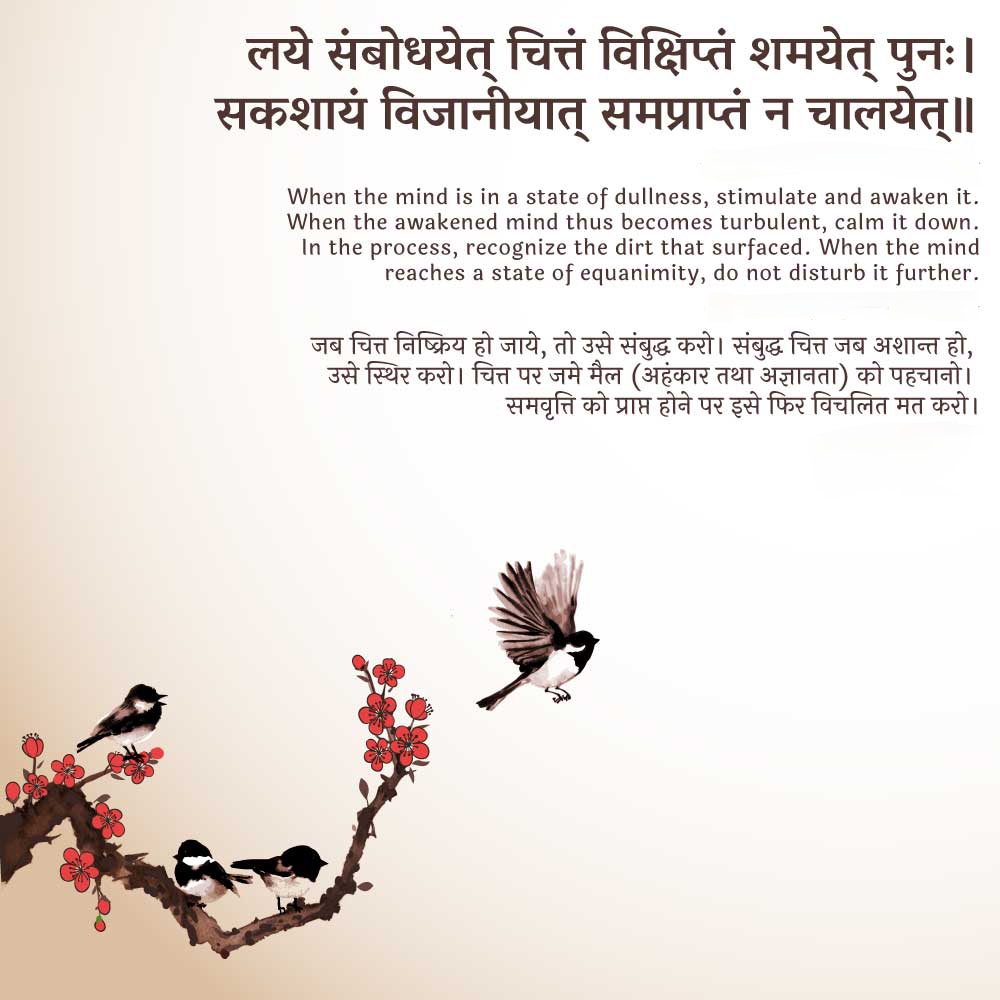 लये संबोधयेत् चित्तं विक्षिप्तं शमयेत् पुनः।
सकशायं विजानीयात् समप्राप्तं न चालयेत्॥
When the mind is in a state of dullness, stimulate and awaken it.
When the awakened mind thus becomes turbulent, calm it down.
In the process, recognize the dirt that surfaced. When the mind
reaches a state of equanimity, do not disturb it further.
जब चित्त निष्क्रिय हो जाये, तो उसे संबुद्ध करो। संबुद्ध चित्त जब अशान्त हो,
उसे स्थिर करो। चित्त पर जमे मैल (अहंकार तथा अज्ञानता) को पहचानो।
समवृत्ति को प्राप्त होने पर इसे फिर विचलित मत करो।